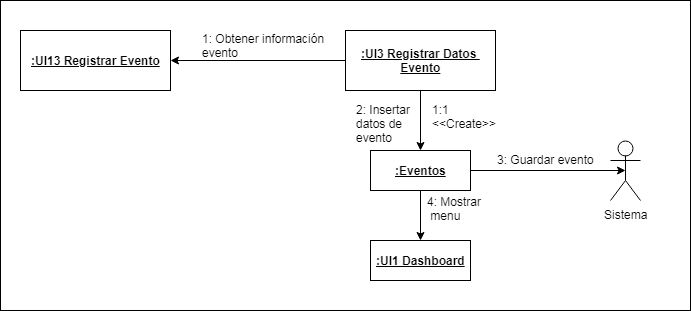 1: Obtener información
evento
:UI13 Registrar Evento
:UI3 Registrar Datos
Evento
2: Insertar
datos de
evento
1:1
<<Create>>
:Eventos
3: Guardar evento
Sistema
4: Mostrar
menu
:UI1 Dashboard